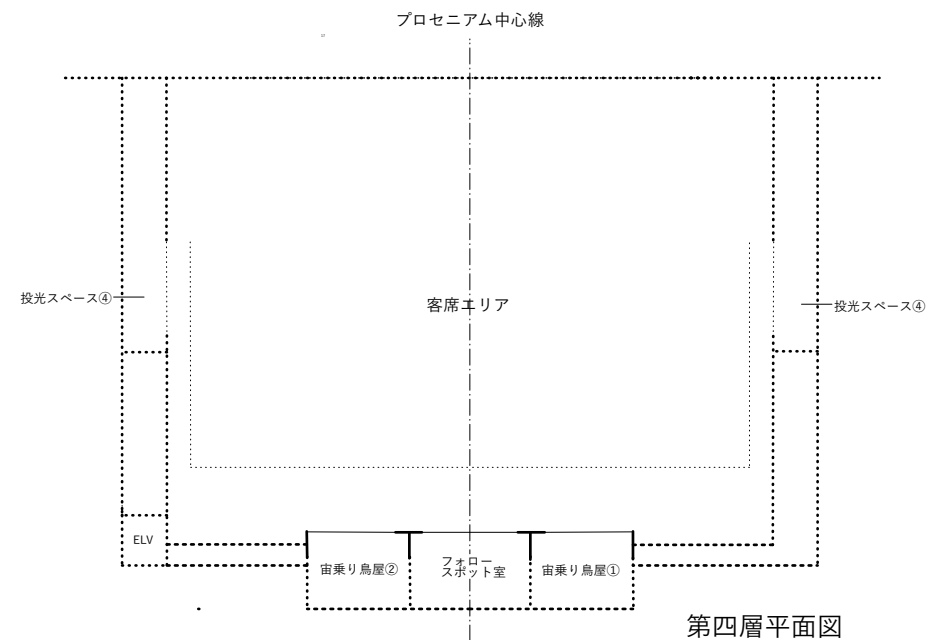 プロセニアム中心線
投光スペース④
客席エリア
投光スペース④
ELV
宙乗り鳥屋②
フォロー
スポット室
宙乗り鳥屋①
第四層平面図